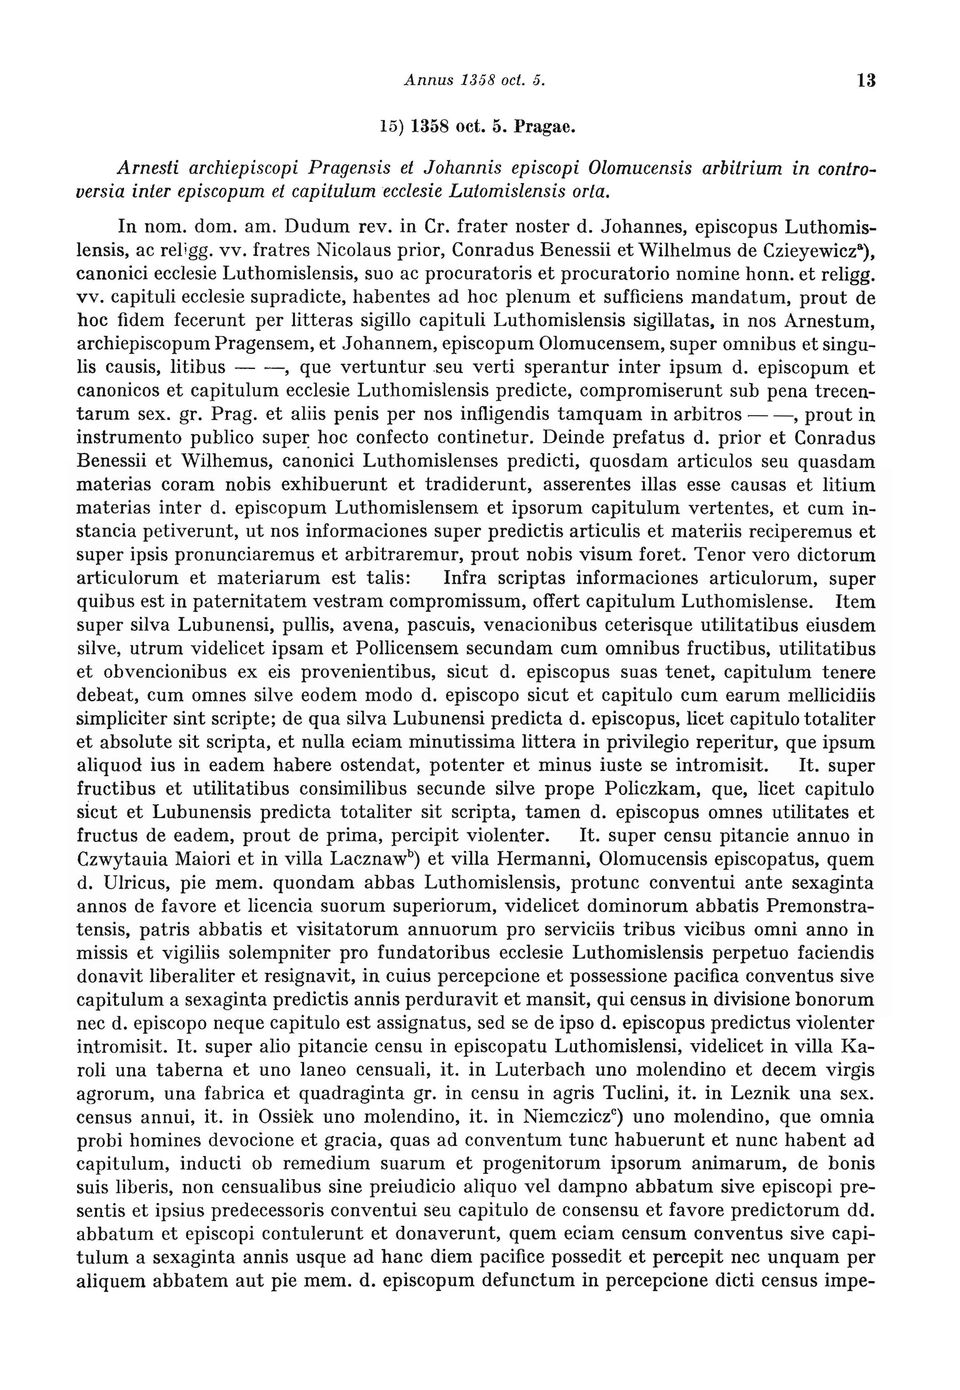 Annus 1358 oct. 5. 13
15) 1358 oct. 5. Pragae.
Arnesti archiepiscopi Pragensis et Johannis episcopi Olomucensis arbitrium in contro-
versia inter episcopum et capitulum ecclesie Lutomislensis orta.
In nom. dom. am. Dudum rev. in Cr. frater noster d. Johannes, episcopus Luthomis-
lensis, ac religg. vv. fratres Nicolaus prior, Conradus Benessii et Wilhelmus de Czieyewiczᵃ),
canonici ecclesie Luthomislensis, suo ac procuratoris et procuratorio nomine honn. et religg.
vv. capituli ecclesie supradicte, habentes ad hoc plenum et sufficiens mandatum, prout de
hoc fidem fecerunt per litteras sigillo capituli Luthomislensis sigillatas, in nos Arnestum,
archiepiscopum Pragensem, et Johannem, episcopum Olomucensem, super omnibus et singu-
lis causis, litibus — —, que vertuntur seu verti sperantur inter ipsum d. episcopum et
canonicos et capitulum ecclesie Luthomislensis predicte, compromiserunt sub pena trecen-
tarum sex. gr. Prag. et aliis penis per nos infligendis tamquam in arbitros — —, prout in
instrumento publico super hoc confecto continetur. Deinde prefatus d. prior et Conradus
Benessii et Wilhemus, canonici Luthomislenses predicti, quosdam articulos seu quasdam
materias coram nobis exhibuerunt et tradiderunt, asserentes illas esse causas et litium
materias inter d. episcopum Luthomislensem et ipsorum capitulum vertentes, et cum in-
stancia petiverunt, ut nos informaciones super predictis articulis et materiis reciperemus et
super ipsis pronunciaremus et arbitraremur, prout nobis visum foret. Tenor vero dictorum
articulorum et materiarum est talis: Infra scriptas informaciones articulorum, super
quibus est in paternitatem vestram compromissum, offert capitulum Luthomislense. Item
super silva Lubunensi, pullis, avena, pascuis, venacionibus ceterisque utilitatibus eiusdem
silve, utrum videlicet ipsam et Pollicensem secundam cum omnibus fructibus, utilitatibus
et obvencionibus ex eis provenientibus, sicut d. episcopus suas tenet, capitulum tenere
debeat, cum omnes silve eodem modo d. episcopo sicut et capitulo cum earum mellicidiis
simpliciter sint scripte; de qua silva Lubunensi predicta d. episcopus, licet capitulo totaliter
et absolute sit scripta, et nulla eciam minutissima littera in privilegio reperitur, que ipsum
aliquod ius in eadem habere ostendat, potenter et minus iuste se intromisit. It. super
fructibus et utilitatibus consimilibus secunde silve prope Policzkam, que, licet capitulo
sicut et Lubunensis predicta totaliter sit scripta, tamen d. episcopus omnes utilitates et
fructus de eadem, prout de prima, percipit violenter. It. super censu pitancie annuo in
Czwytauia Maiori et in villa Lacznawᵇ) et villa Hermanni, Olomucensis episcopatus, quem
d. Ulricus, pie mem. quondam abbas Luthomislensis, protunc conventui ante sexaginta
annos de favore et licencia suorum superiorum, videlicet dominorum abbatis Premonstra-
tensis, patris abbatis et visitatorum annuorum pro serviciis tribus vicibus omni anno in
missis et vigiliis solempniter pro fundatoribus ecclesie Luthomislensis perpetuo faciendis
donavit liberaliter et resignavit, in cuius percepcione et possessione pacifica conventus sive
capitulum a sexaginta predictis annis perduravit et mansit, qui census in divisione bonorum
nec d. episcopo neque capitulo est assignatus, sed se de ipso d. episcopus predictus violenter
intromisit. It. super alio pitancie censu in episcopatu Luthomislensi, videlicet in villa Ka-
roli una taberna et uno laneo censuali, it. in Luterbach uno molendino et decem virgis
agrorum, una fabrica et quadraginta gr. in censu in agris Tuclini, it. in Leznik una sex.
census annui, it. in Ossiek uno molendino, it. in Niemcziczᶜ) uno molendino, que omnia
probi homines devocione et gracia, quas ad conventum tunc habuerunt et nunc habent ad
capitulum, inducti ob remedium suarum et progenitorum ipsorum animarum, de bonis
suis liberis, non censualibus sine preiudicio aliquo vel dampno abbatum sive episcopi pre-
sentis et ipsius predecessoris conventui seu capitulo de consensu et favore predictorum dd.
abbatum et episcopi contulerunt et donaverunt, quem eciam censum conventus sive capi-
tulum a sexaginta annis usque ad hanc diem pacifice possedit et percepit nec unquam per
aliquem abbatem aut pie mem. d. episcopum defunctum in percepcione dicti census impe-